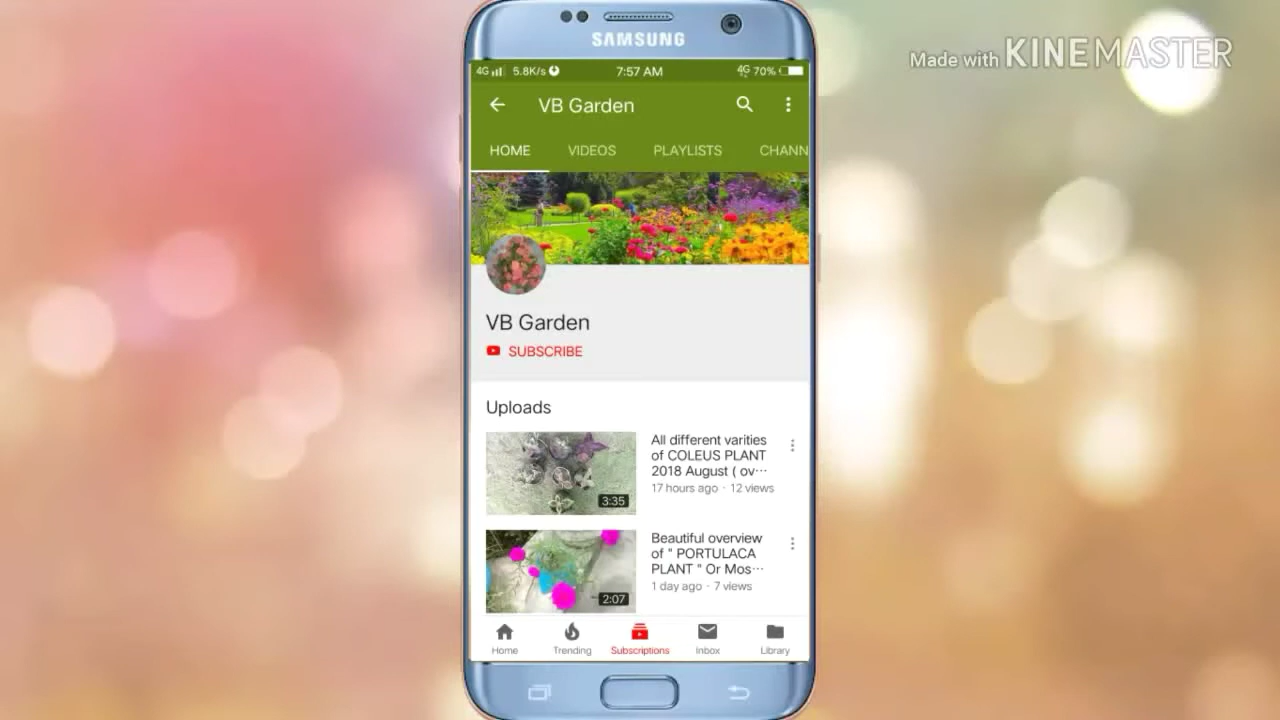 Made with KINEMASTER
SAMSUNG
4G 5.8K/s 7:57 AM 4G 70%
VB Garden
HOME VIDEOS PLAYLISTS CHANN
VB Garden
SUBSCRIBE
Uploads
All different varities
of COLEUS PLANT
2018 August ( ov...
17 hours ago · 12 views
3:35
Beautiful overview
of " PORTULACA
PLANT " Or Mos...
1 day ago · 7 views
2:07
Home Trending Subscriptions Inbox Library